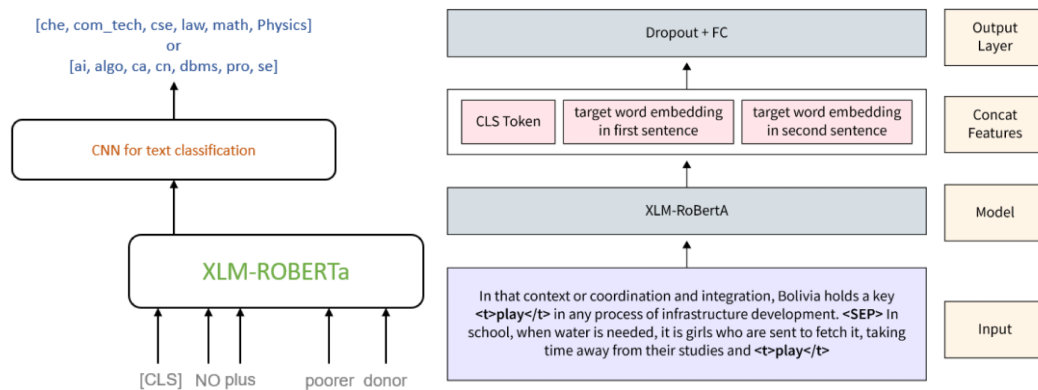 [che, com_tech, cse, law, math, Physics]
or
[ai, algo, ca, cn, dbms, pro, se]
CNN for text classification
XLM-ROBERTa
[CLS] NO plus poorer donor
Dropout + FC
Output
Layer
CLS Token
target word embedding
in first sentence
target word embedding
in second sentence
Concat
Features
XLM-RoBertA
Model
In that context or coordination and integration, Bolivia holds a key
<t>play</t> in any process of infrastructure development. <SEP> In
school, when water is needed, it is girls who are sent to fetch it, taking
time away from their studies and <t>play</t>
Input